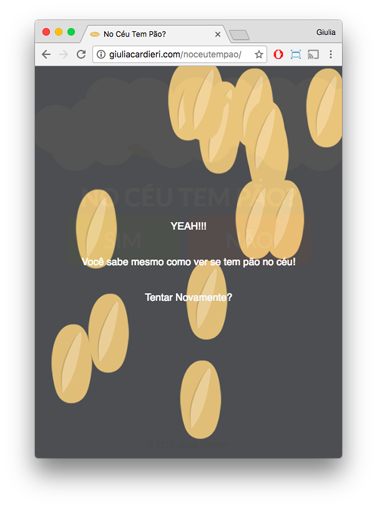 No Céu Tem Pão?
Giulia
giuliacardieri.com/noceutempao/
NO CÉU TEM PÃO?
YEAH!!!
SIM
NÃO
Você sabe mesmo como ver se tem pão no céu!
Tentar Novamente?